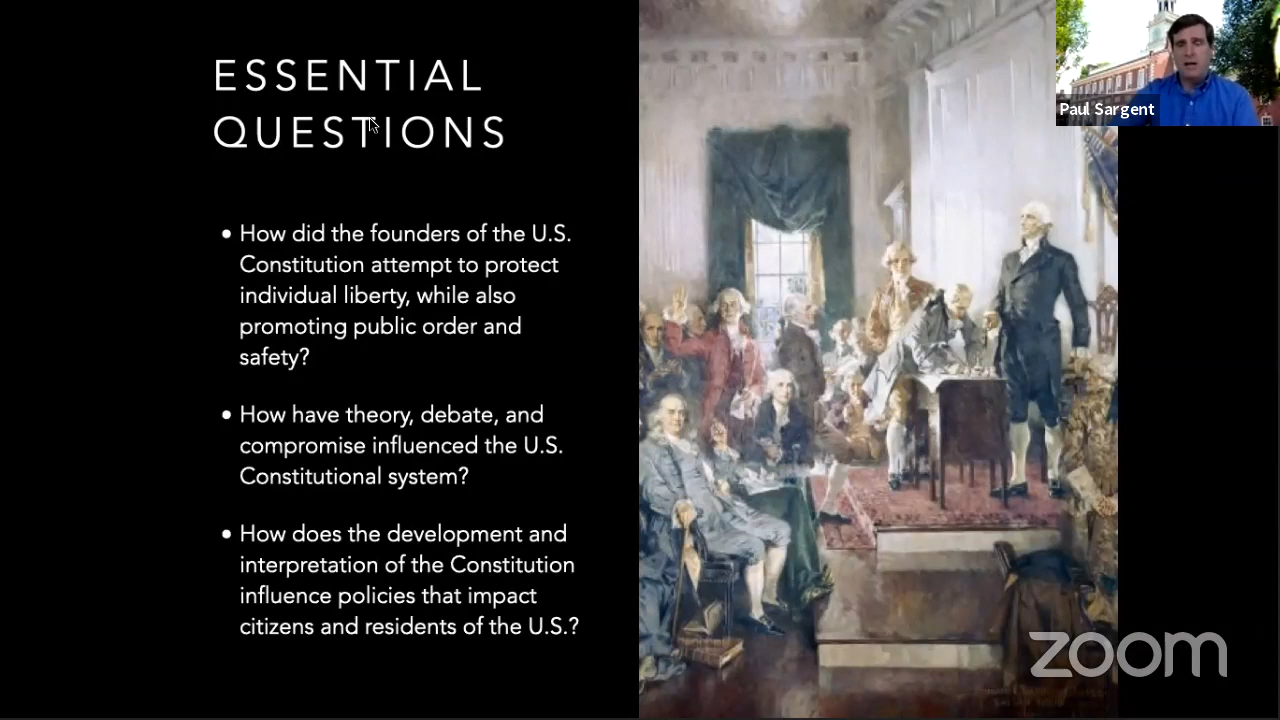 ESSENTIAL
QUESTIONS
• How did the founders of the U.S.
Constitution attempt to protect
individual liberty, while also
promoting public order and
safety?
• How have theory, debate, and
compromise influenced the U.S.
Constitutional system?
• How does the development and
interpretation of the Constitution
influence policies that impact
citizens and residents of the U.S.?
Paul Sargent
zoom